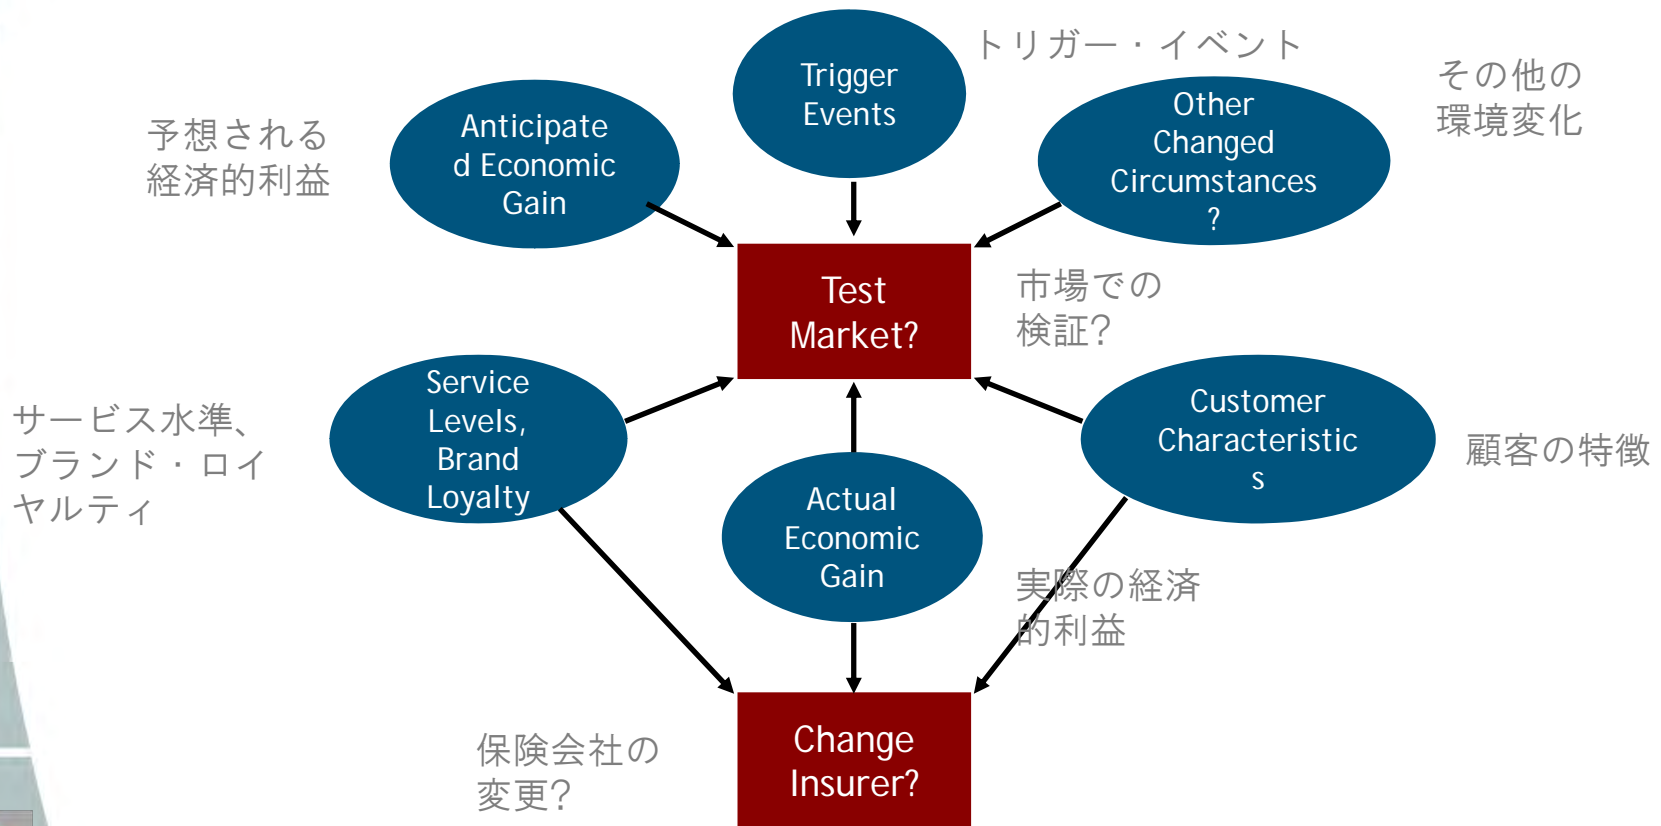 トリガー・イベント
Trigger
Events
その他の
環境変化
Other
Changed
Circumstances
?
予想される
経済的利益
Anticipate
d Economic
Gain
Test
Market?
市場での
検証?
サービス水準、
ブランド・ロイ
ヤルティ
Service
Levels,
Brand
Loyalty
Customer
Characteristic
s
顧客の特徴
Actual
Economic
Gain
実際の経済
的利益
保険会社の
変更?
Change
Insurer?